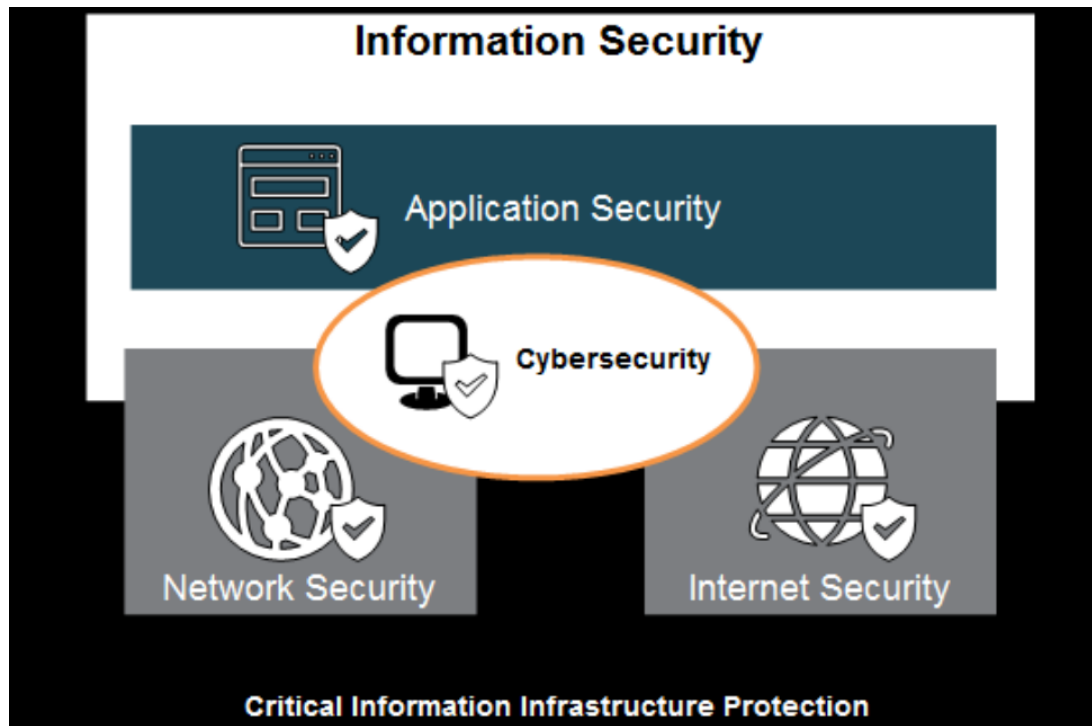 Information Security
Application Security
Cybersecurity
Network Security
Internet Security
Critical Information Infrastructure Protection